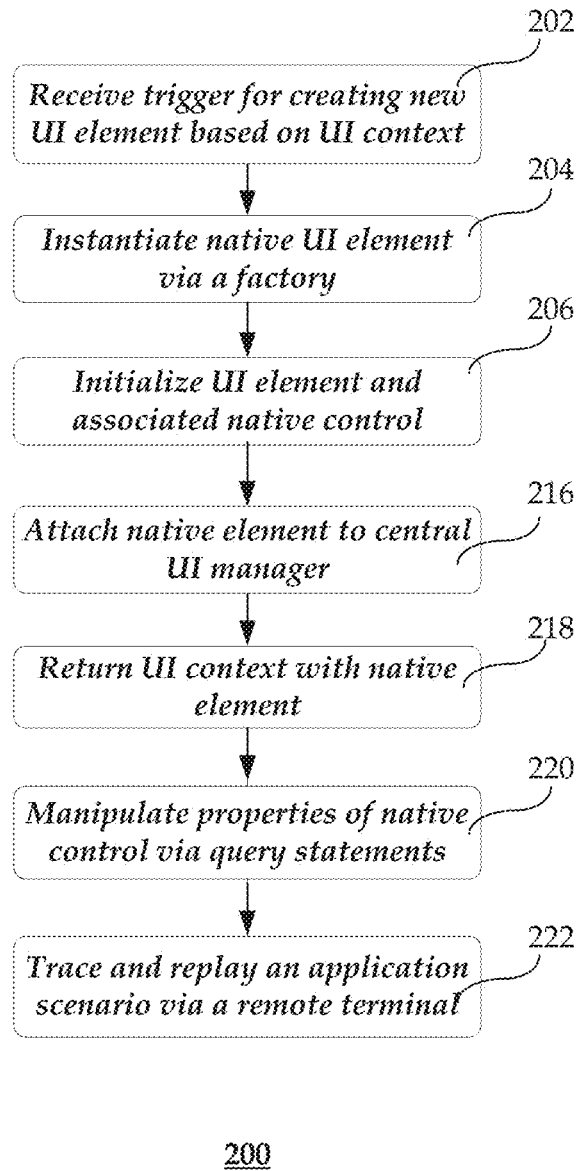 202
Receive trigger for creating new
UI element based on UI context
204
Instantiate native UI element
via a factory
206
Initialize UI element and
associated native control
216
Attach native element to central
UI manager
218
Return UI context with native
element
220
Manipulate properties of native
control via query statements
222
Trace and replay an application
scenario via a remote terminal
200